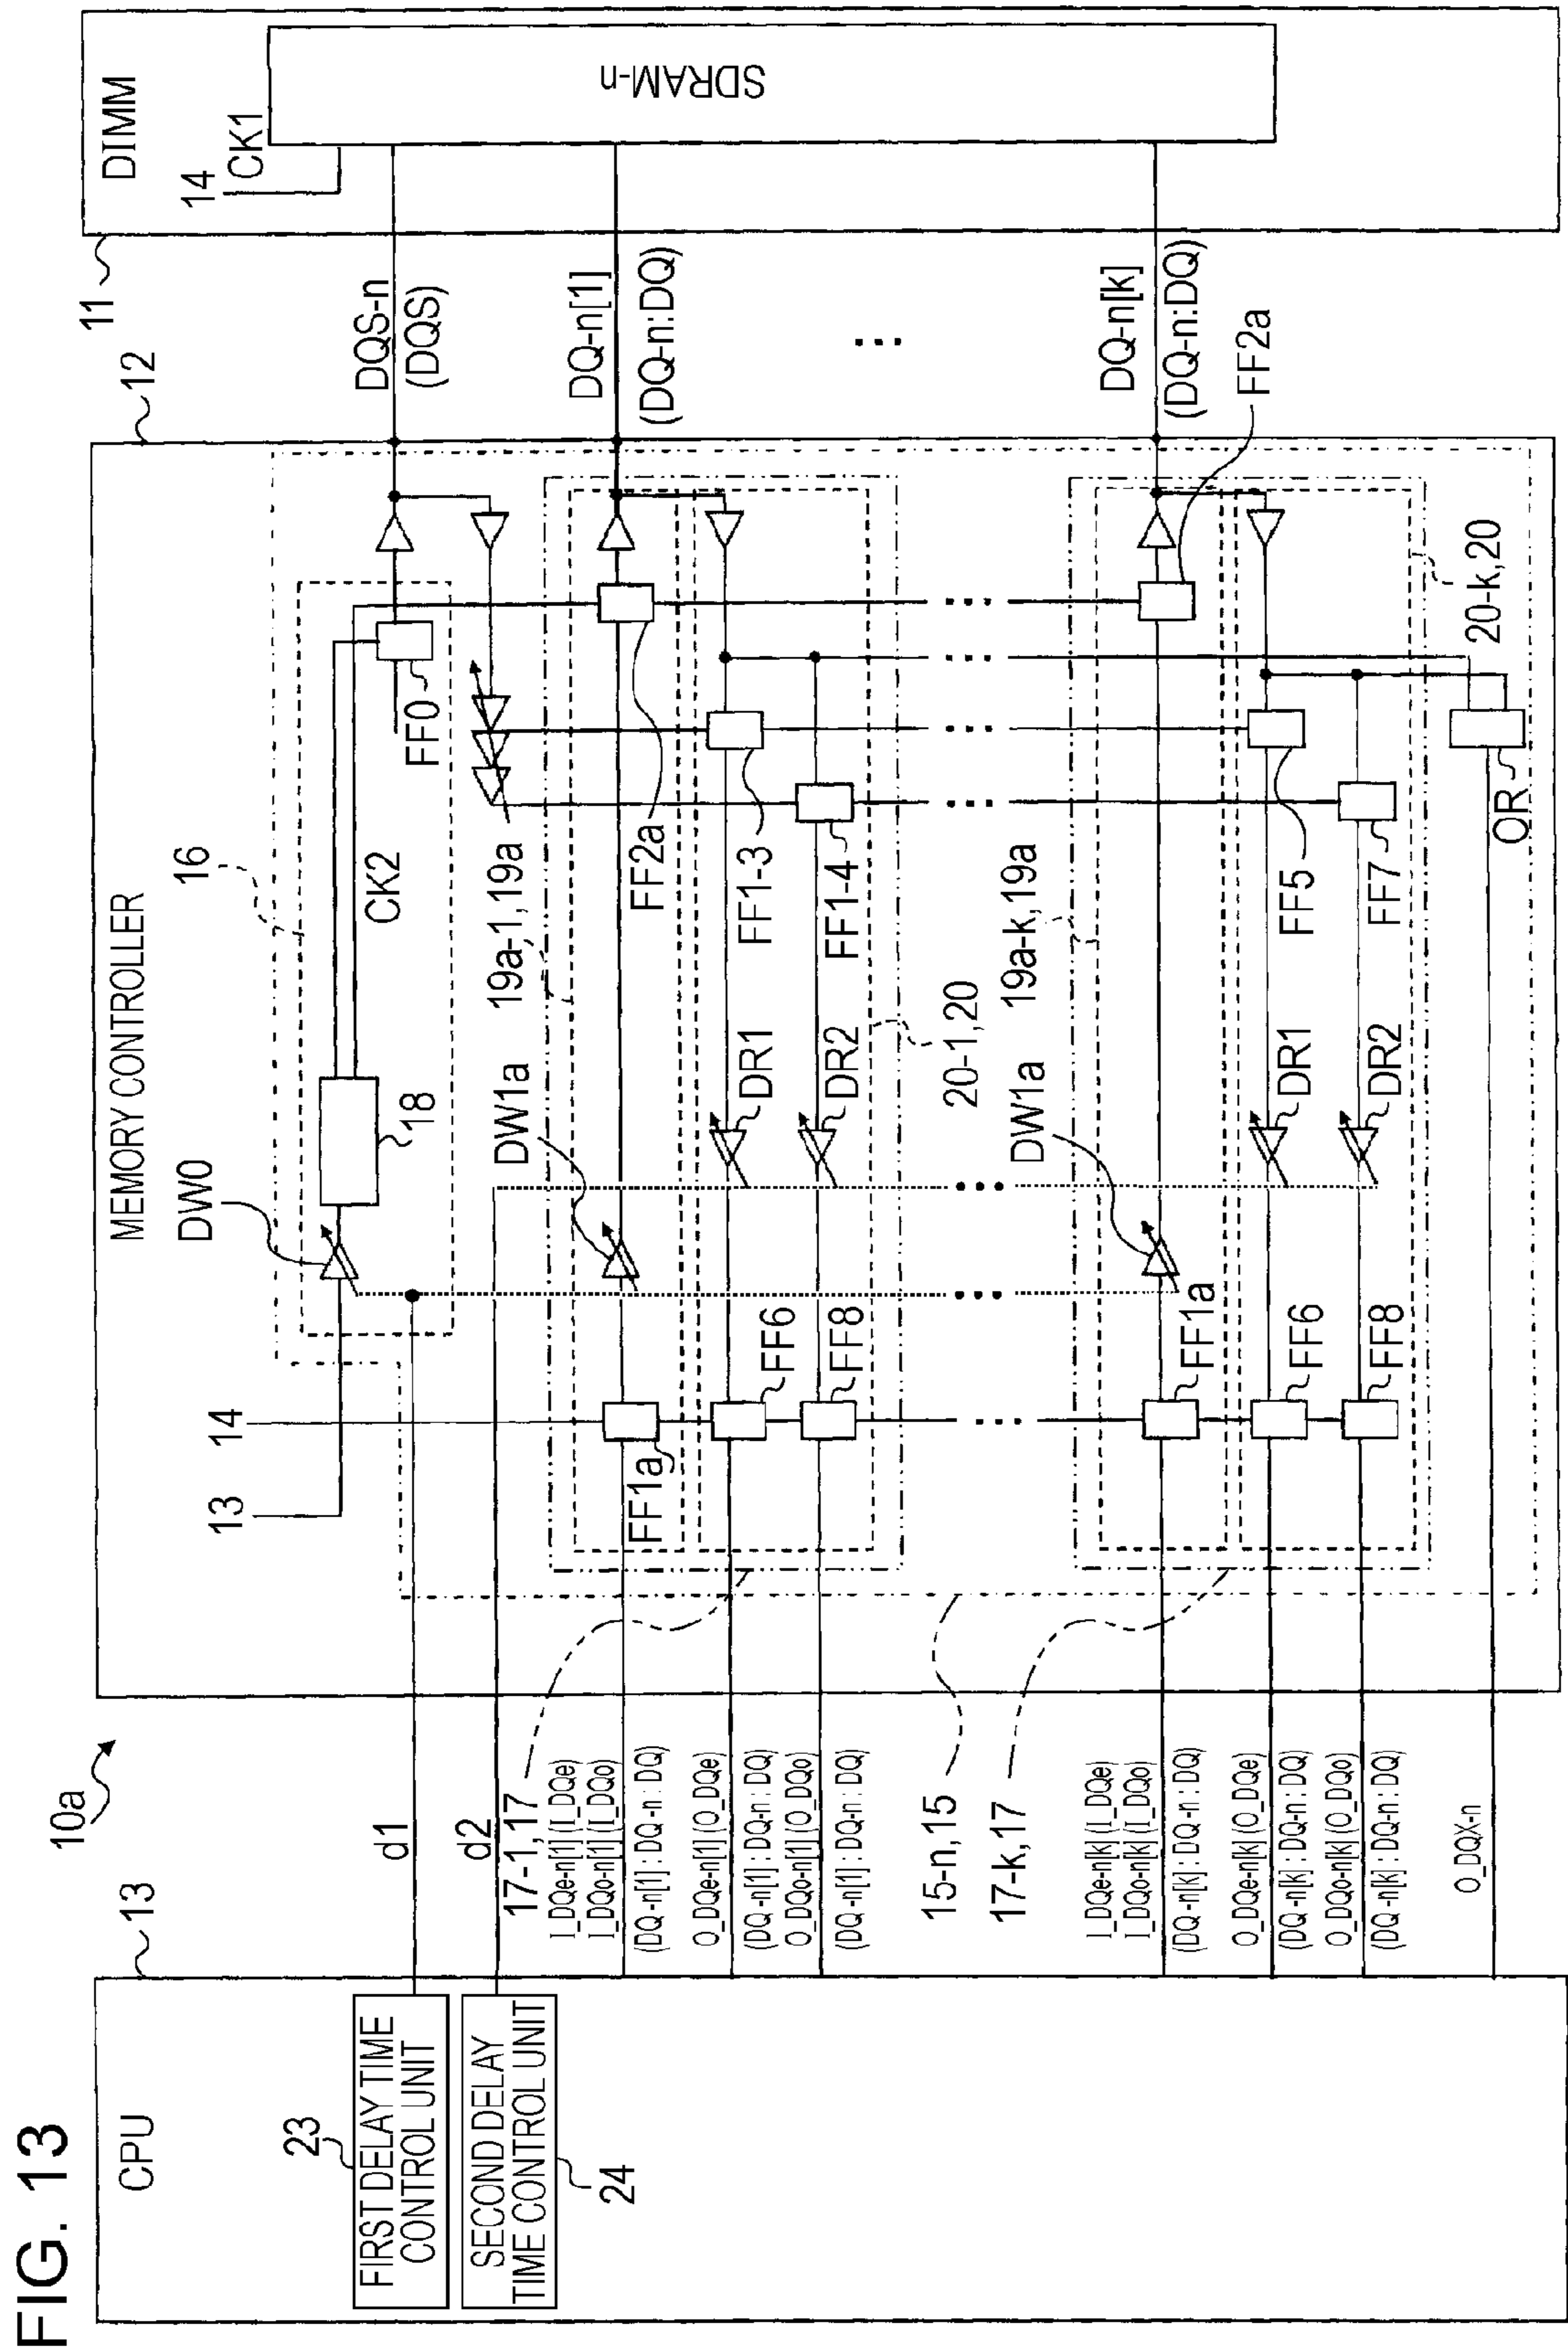 FIG. 13
10a
CPU
13
23
FIRST DELAY TIME
CONTROL UNIT
SECOND DELAY
TIME CONTROL UNIT
24
d1
d2
17-1,17
I_DQe-n[1] (I_DQe)
I_DQo-n[1] (I_DQo)
(DQ-n[1] : DQ-n : DQ)
O_DQe-n[1] (O_DQe)
(DQ-n[1] : DQ-n : DQ)
O_DQo-n[1] (O_DQo)
(DQ-n[1] : DQ-n : DQ)
15-n,15
17-k,17
I_DQe-n[k] (I_DQe)
I_DQo-n[k] (I_DQo)
(DQ-n[k] : DQ-n : DQ)
O_DQe-n[k] (O_DQe)
(DQ-n[k] : DQ-n : DQ)
O_DQo-n[k] (O_DQo)
(DQ-n[k] : DQ-n : DQ)
O_DQX-n
MEMORY CONTROLLER
12
13
14
DW0
16
18
CK2
FF0
FF1a
DW1a
19a-1,19a
FF2a
FF6
DR1
FF1-3
FF8
DR2
FF1-4
20-1,20
FF1a
DW1a
19a-k,19a
FF2a
FF6
DR1
FF5
FF8
DR2
FF7
20-k,20
OR
DQS-n
(DQS)
DQ-n[1]
(DQ-n:DQ)
...
DQ-n[k]
(DQ-n:DQ)
11
DIMM
14
CK1
SDRAM-n